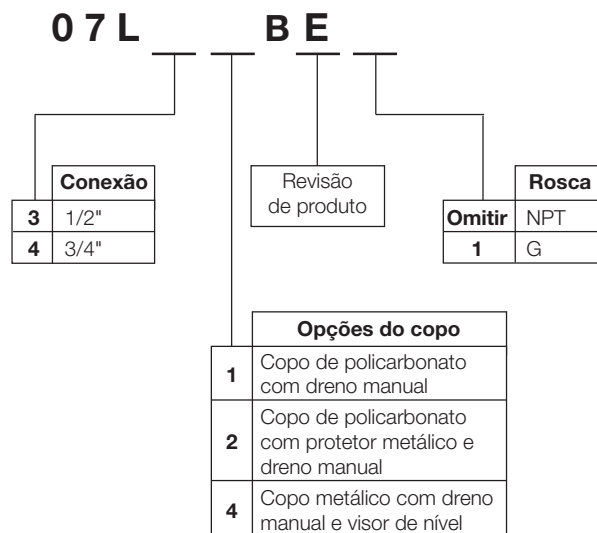 07L _ _ B E _
Conexão
3 1/2"
4 3/4"
Revisão
de produto
Rosca
Omitir NPT
1 G
Opções do copo
1 Copo de policarbonato
com dreno manual
2 Copo de policarbonato
com protetor metálico e
dreno manual
4 Copo metálico com dreno
manual e visor de nível